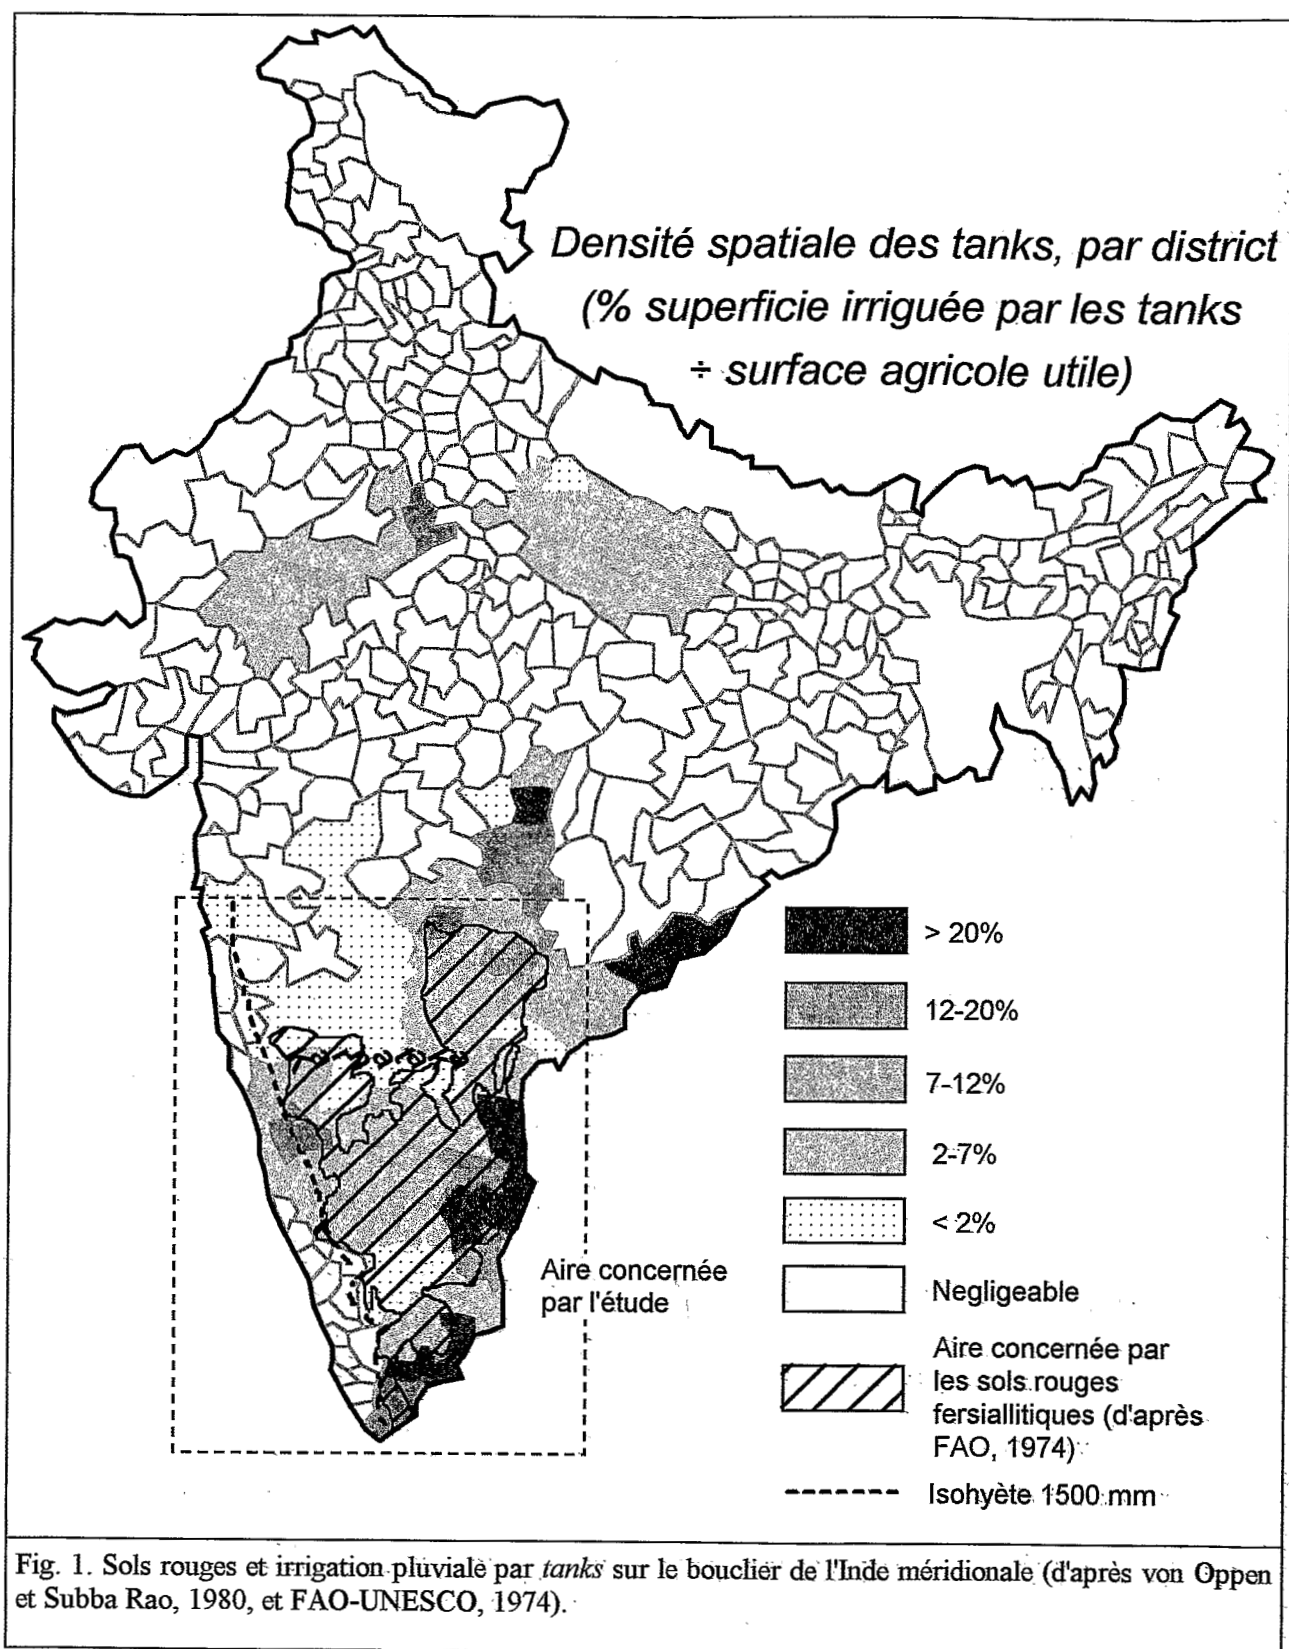 Densité spatiale des tanks, par district
(% superficie irriguée par les tanks
÷ surface agricole utile)
> 20%
12-20%
7-12%
2-7%
< 2%
Aire concernée
par l'étude
Negligeable
Aire concernée par
les sols rouges
fersiallitiques (d'après
FAO, 1974)
Isohyète 1500 mm
Fig. 1. Sols rouges et irrigation pluviale par tanks sur le bouclier de l'Inde méridionale (d'après von Oppen
et Subba Rao, 1980, et FAO-UNESCO, 1974).